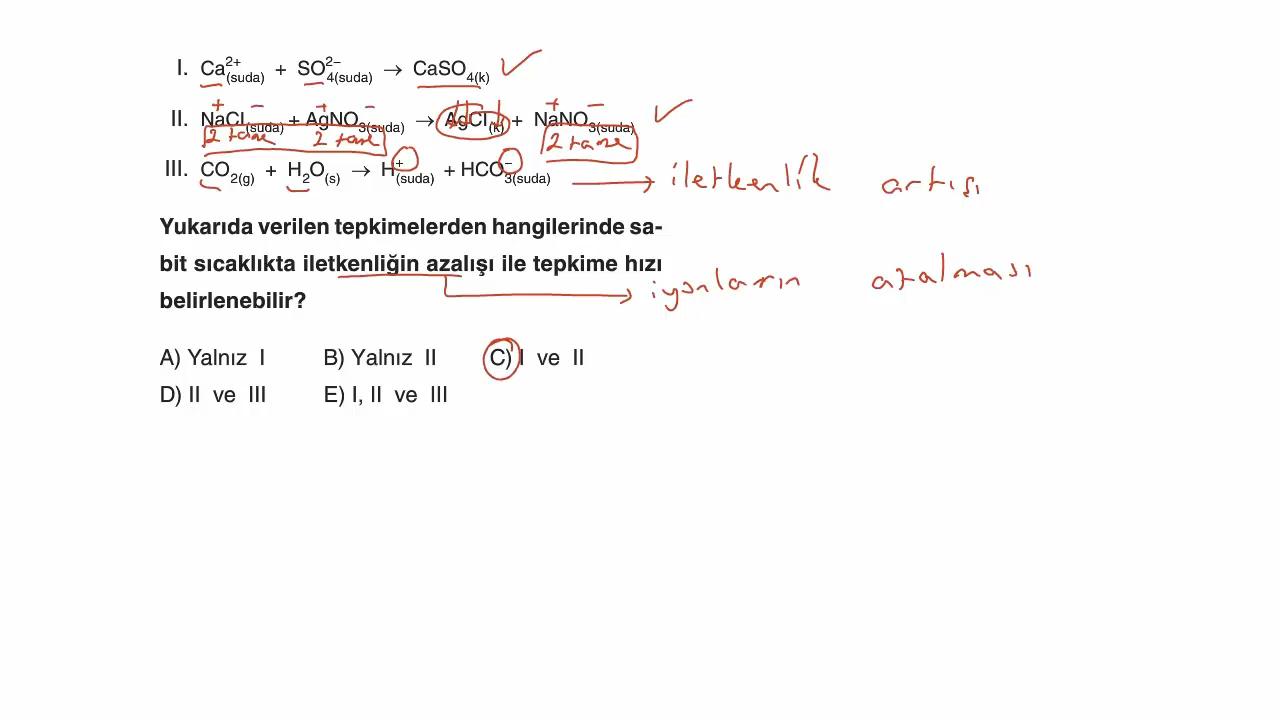 I. Ca²⁺(suda) + SO₄²⁻(suda) → CaSO₄(k)
II. NaCl(suda) + AgNO₃(suda) → AgCl(k) + NaNO₃(suda)
+ − + − + −
2 tane 2 tane 2 tane
III. CO₂(g) + H₂O(s) → H⁺(suda) + HCO₃⁻(suda) → iletkenlik artışı
Yukarıda verilen tepkimelerden hangilerinde sa-
bit sıcaklıkta iletkenliğin azalışı ile tepkime hızı
belirlenebilir? → iyonların azalması
A) Yalnız I B) Yalnız II C) I ve II
D) II ve III E) I, II ve III